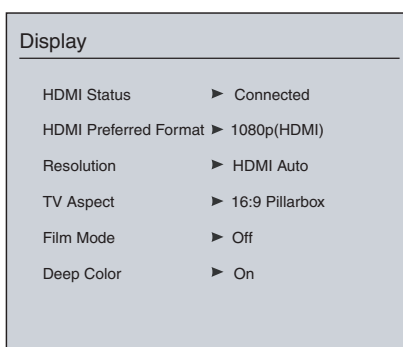 Display
HDMI Status ► Connected
HDMI Preferred Format ► 1080p(HDMI)
Resolution ► HDMI Auto
TV Aspect ► 16:9 Pillarbox
Film Mode ► Off
Deep Color ► On